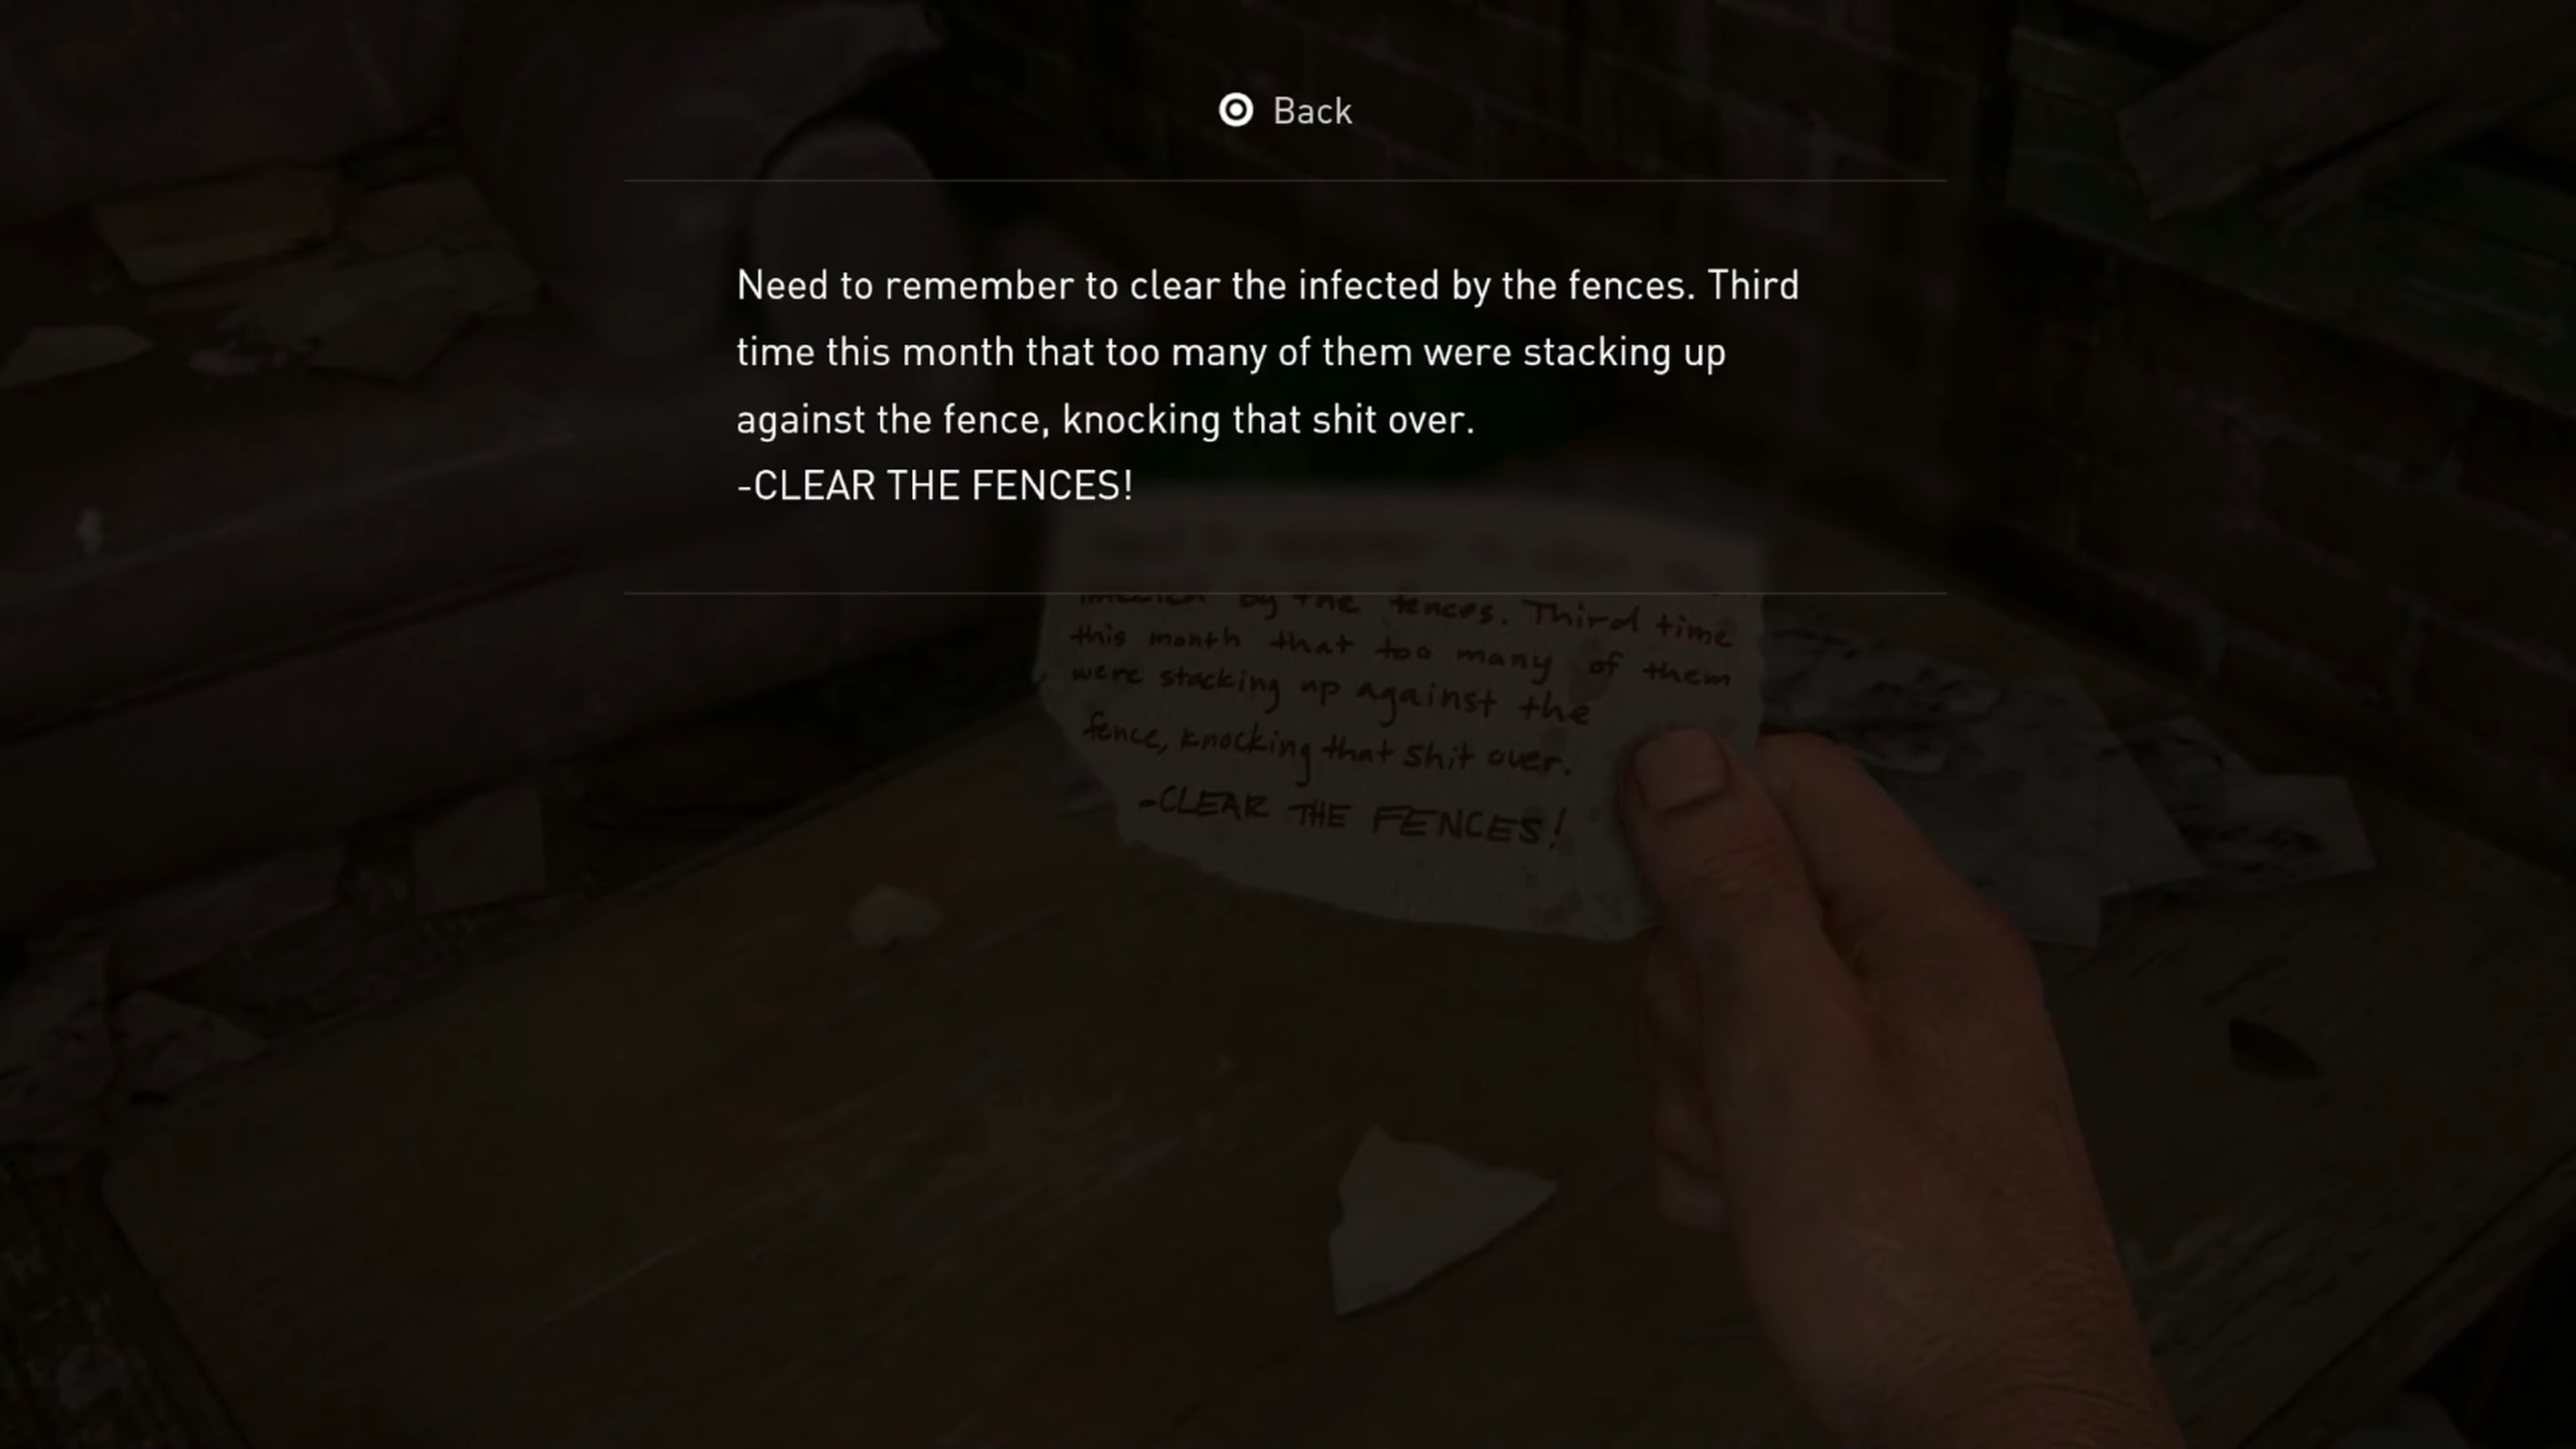 Back
Need to remember to clear the infected by the fences. Third
time this month that too many of them were stacking up
against the fence, knocking that shit over.
-CLEAR THE FENCES!
by the fences. Third time
this month that too many of them
were stacking up against the
fence, knocking that shit over.
-CLEAR THE FENCES!